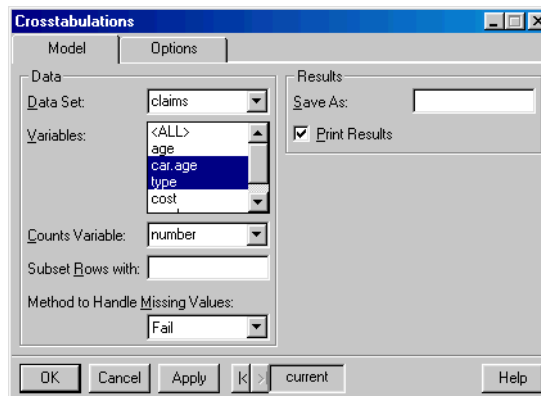 Crosstabulations
Model Options
Data
Data Set: claims
Variables: <ALL>
age
car.age
type
cost
Counts Variable: number
Subset Rows with:
Method to Handle Missing Values:
Fail
Results
Save As:
Print Results
OK Cancel Apply current Help